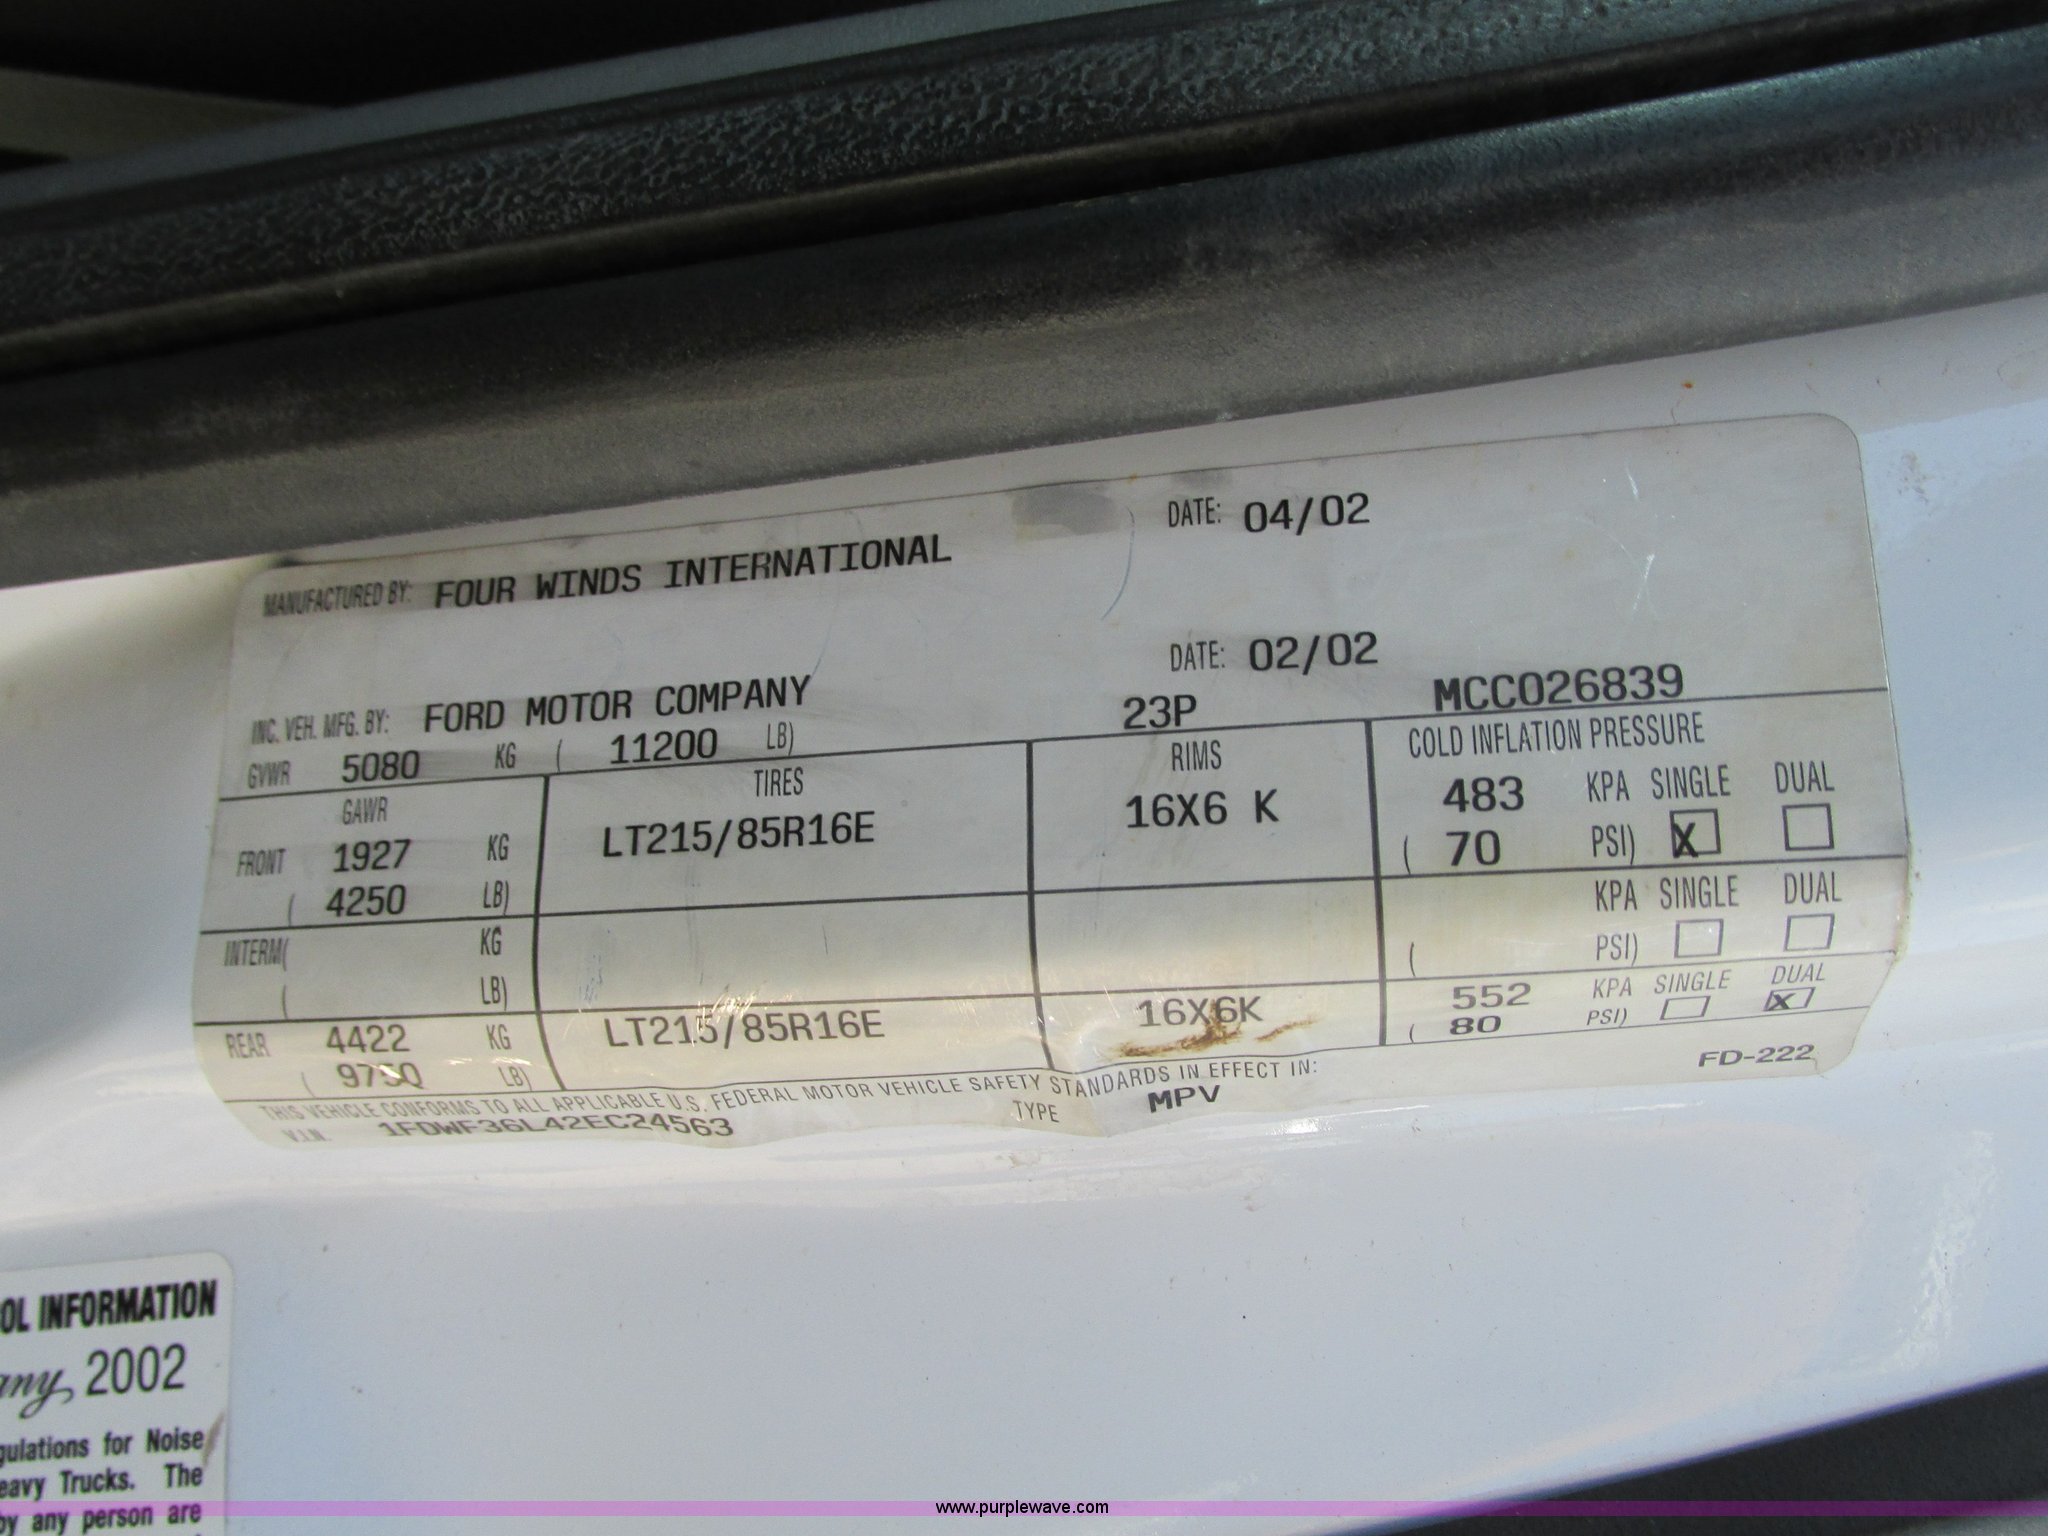 MANUFACTURED BY: FOUR WINDS INTERNATIONAL DATE: 04/02
INC. VEH. MFG. BY: FORD MOTOR COMPANY DATE: 02/02
23P MCC026839
GVWR 5080 KG ( 11200 LB)
GAWR TIRES RIMS COLD INFLATION PRESSURE
FRONT 1927 KG LT215/85R16E 16X6 K 483 KPA SINGLE DUAL
( 4250 LB) ( 70 PSI) X
INTERM( KG KPA SINGLE DUAL
( LB) ( PSI)
REAR 4422 KG LT215/85R16E 16X6K 552 KPA SINGLE DUAL
( 9750 LB) ( 80 PSI) X
THIS VEHICLE CONFORMS TO ALL APPLICABLE U.S. FEDERAL MOTOR VEHICLE SAFETY STANDARDS IN EFFECT IN:
V.I.N. 1FDWF36L42EC24563 TYPE MPV FD-222
OL INFORMATION
any, 2002
gulations for Noise
eavy Trucks. The
by any person are
www.purplewave.com